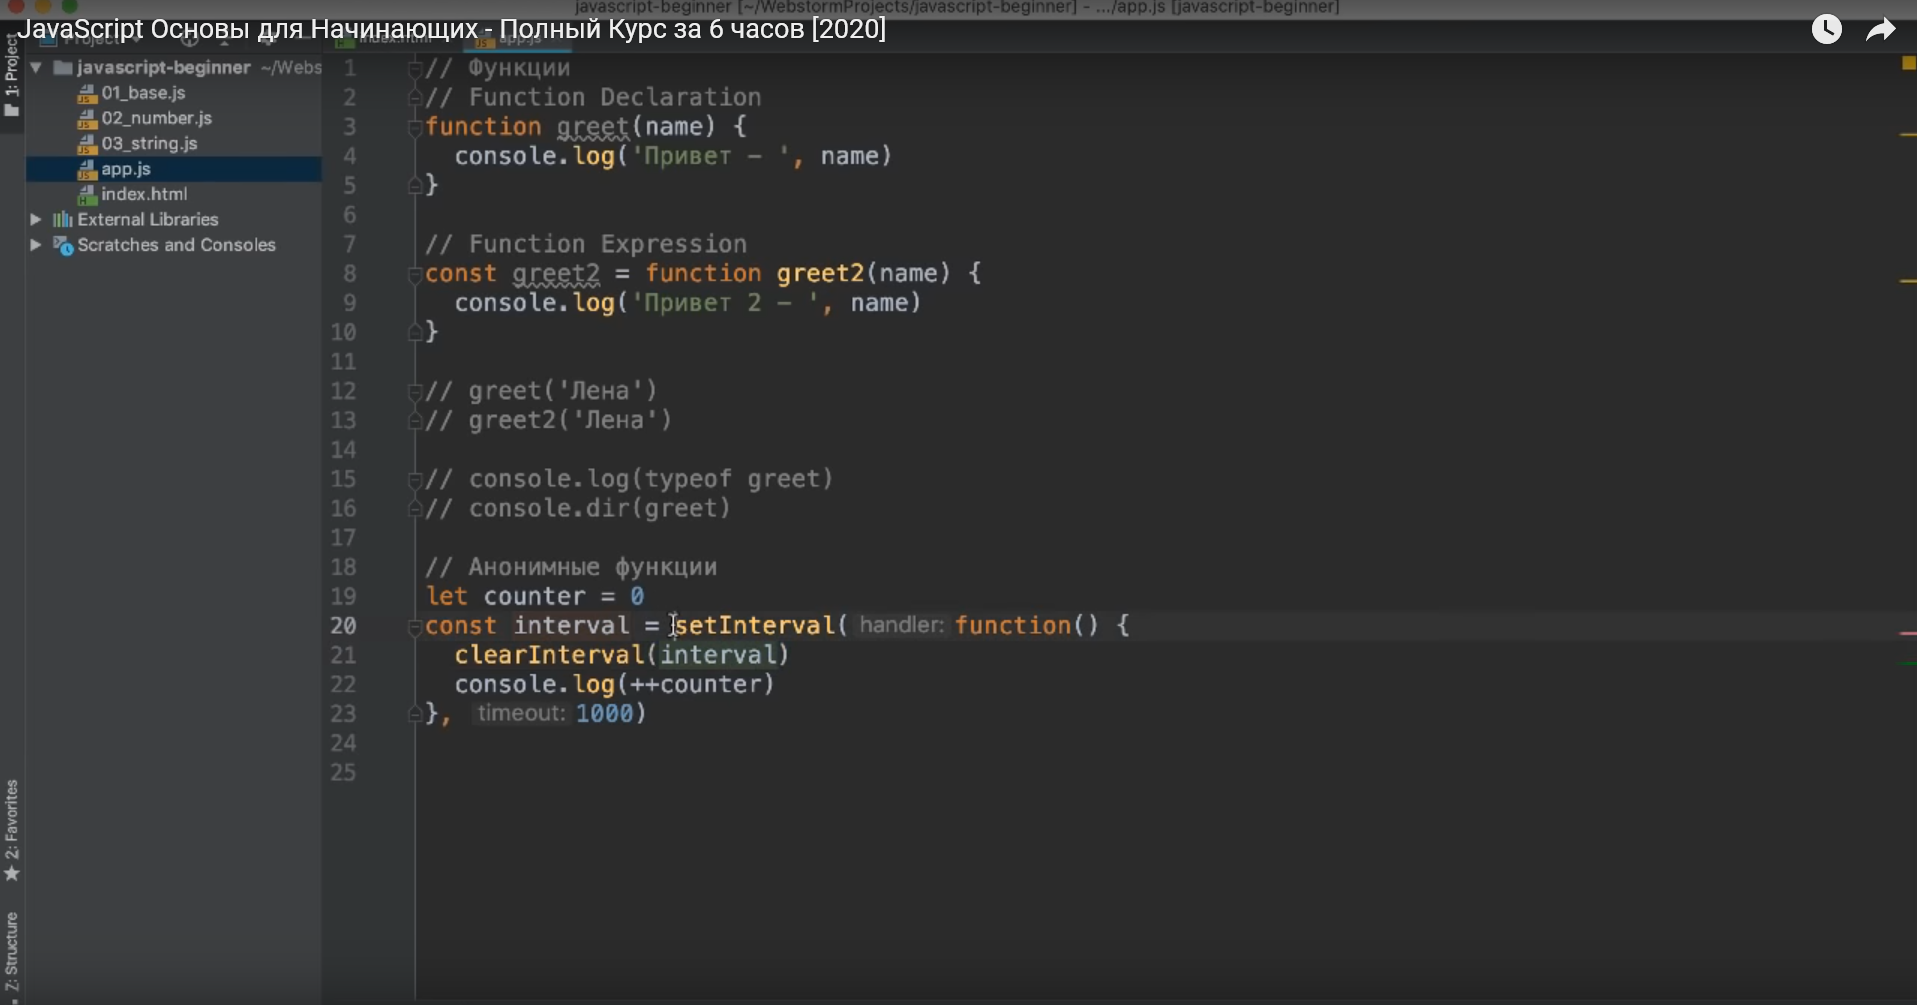 javascript-beginner [~/WebstormProjects/javascript-beginner] - .../app.js [javascript-beginner]
JavaScript Основы для Начинающих - Полный Курс за 6 часов [2020]
Project
index.html
app.js
1: Project
javascript-beginner ~/Webs
01_base.js
02_number.js
03_string.js
app.js
index.html
External Libraries
Scratches and Consoles
2: Favorites
Z: Structure
1 // Функции
2 // Function Declaration
3 function greet(name) {
4 console.log('Привет - ', name)
5 }
6
7 // Function Expression
8 const greet2 = function greet2(name) {
9 console.log('Привет 2 - ', name)
10 }
11
12 // greet('Лена')
13 // greet2('Лена')
14
15 // console.log(typeof greet)
16 // console.dir(greet)
17
18 // Анонимные функции
19 let counter = 0
20 const interval = setInterval( handler: function() {
21 clearInterval(interval)
22 console.log(++counter)
23 }, timeout: 1000)
24
25